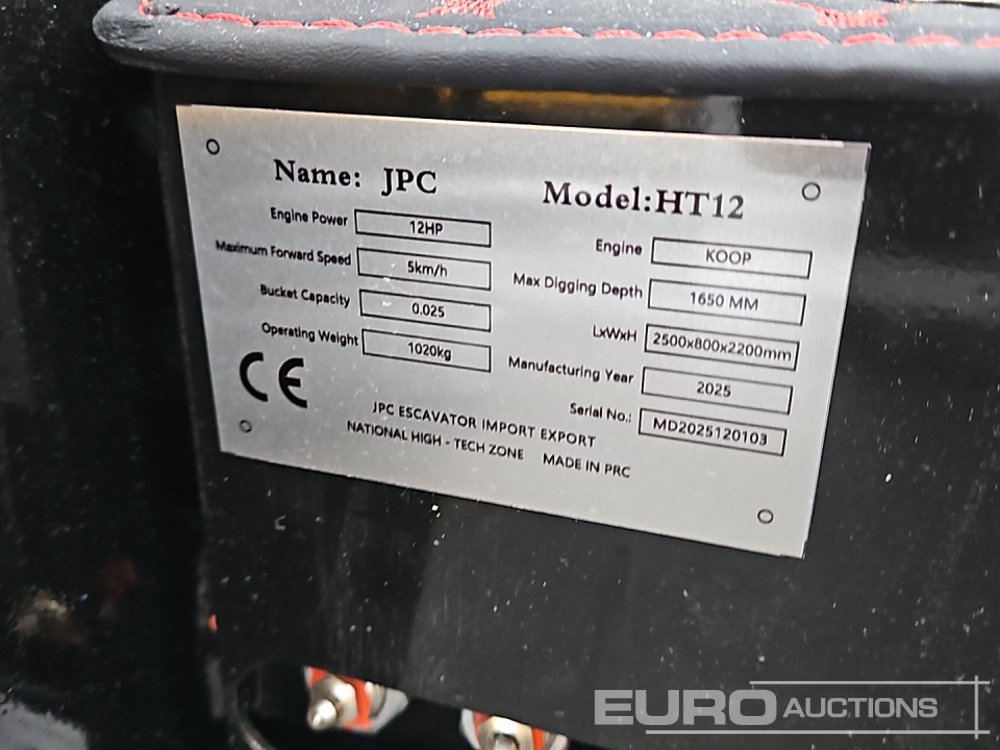 Name: JPC
Model:HT12
Engine Power 12HP
Maximum Forward Speed 5km/h
Bucket Capacity 0.025
Operating Weight 1020kg
Engine KOOP
Max Digging Depth 1650 MM
LxWxH 2500x800x2200mm
Manufacturing Year 2025
Serial No.: MD2025120103
CE
JPC ESCAVATOR IMPORT EXPORT
NATIONAL HIGH - TECH ZONE MADE IN PRC
EURO AUCTIONS